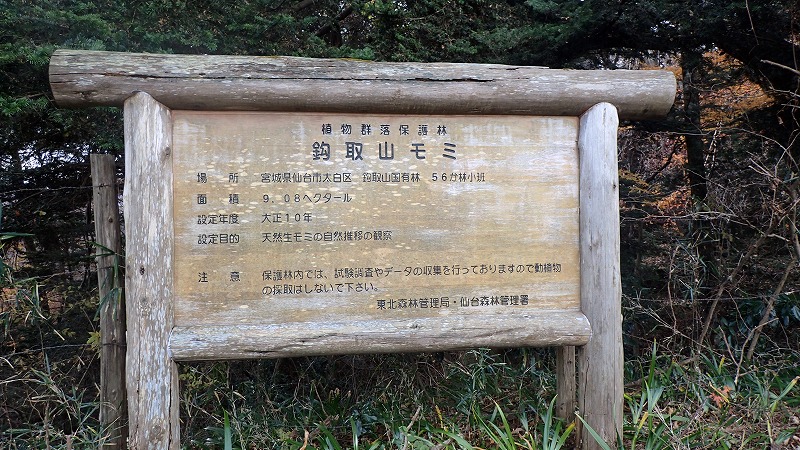 植物群落保護林
鈎取山モミ
場所 宮城県仙台市太白区 鈎取山国有林 56か林小班
面積 9.08ヘクタール
設定年度 大正10年
設定目的 天然生モミの自然推移の観察
注意 保護林内では、試験調査やデータの収集を行っておりますので動植物
の採取はしないで下さい。
東北森林管理局・仙台森林管理署